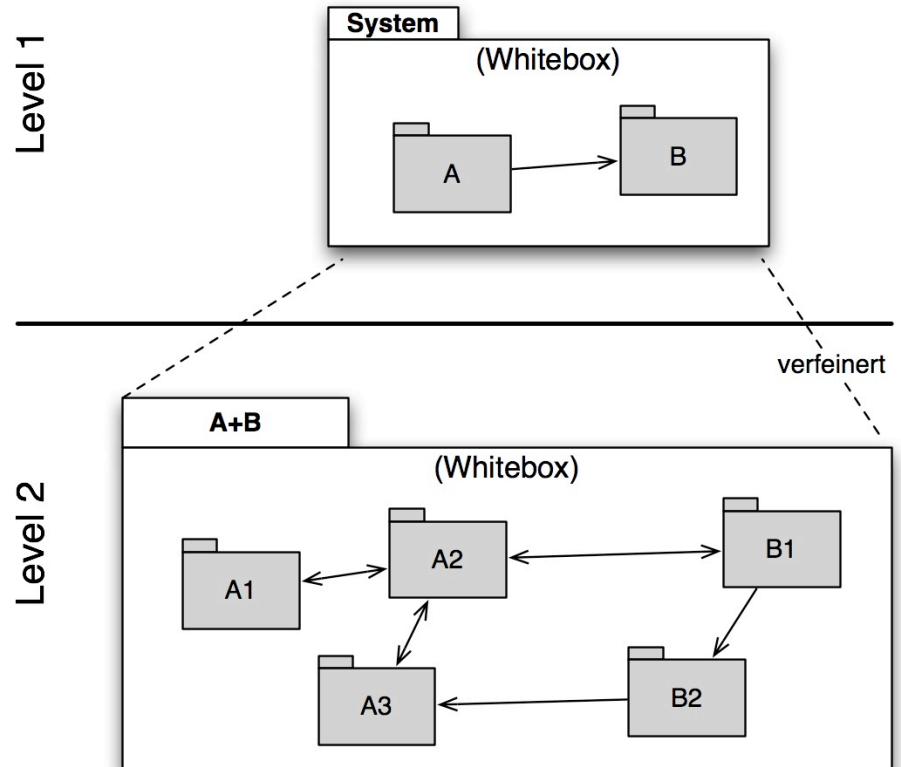 Level 1
System
(Whitebox)
A
B
verfeinert
Level 2
A+B
(Whitebox)
A1
A2
B1
A3
B2